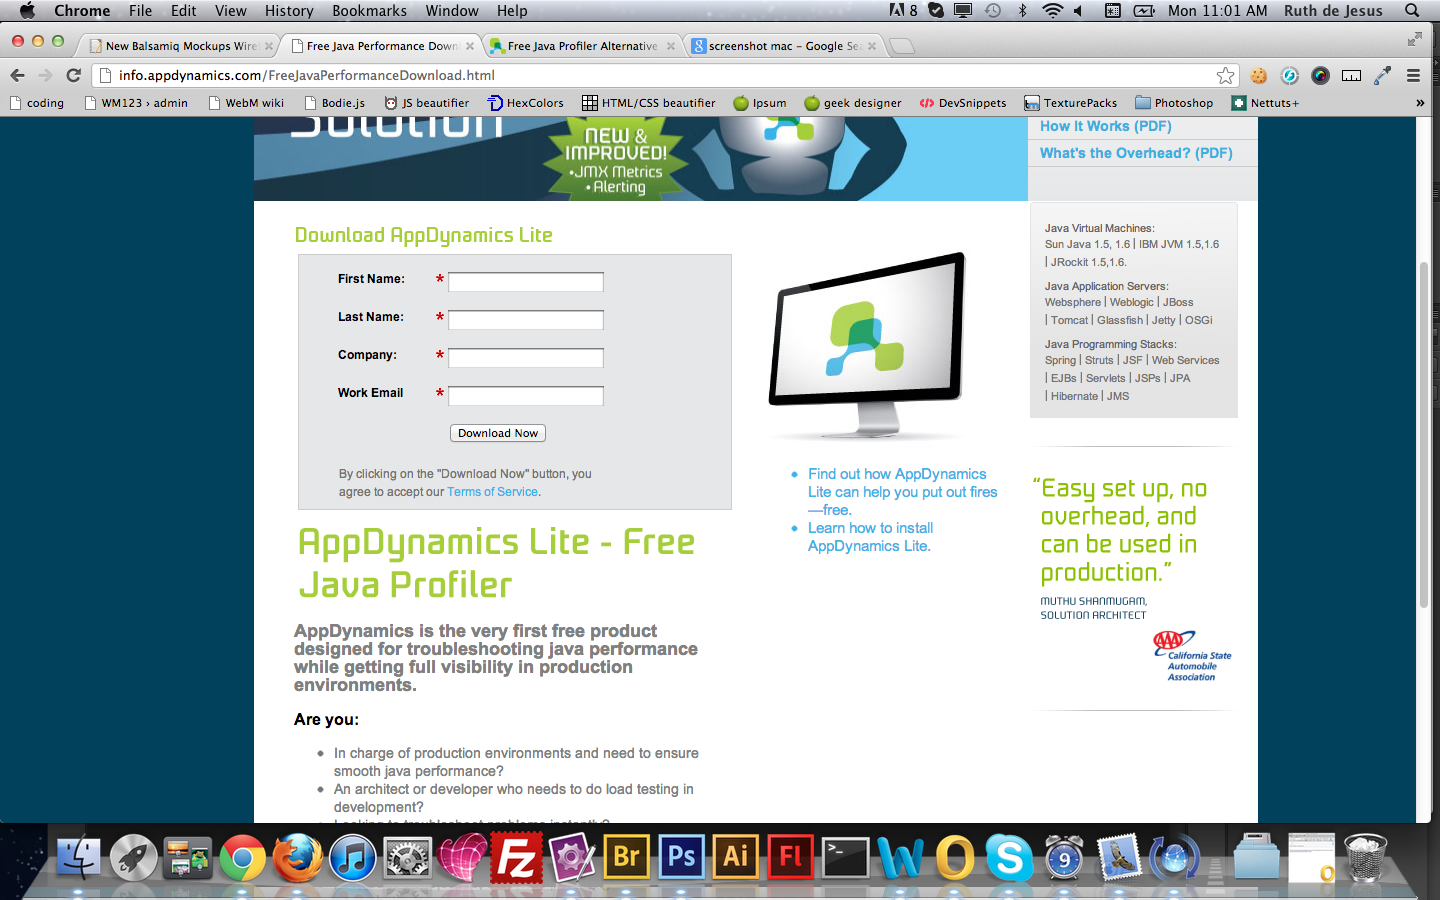 Chrome File Edit View History Bookmarks Window Help 8 Mon 11:01 AM Ruth de Jesus
New Balsamiq Mockups Wire
Free Java Performance Down
Free Java Profiler Alternative
screenshot mac – Google Sea
info.appdynamics.com/FreeJavaPerformanceDownload.html
coding WM123 › admin WebM wiki Bodie.js JS beautifier HexColors HTML/CSS beautifier Ipsum geek designer DevSnippets TexturePacks Photoshop Nettuts+ »
Solution
NEW &
IMPROVED!
•JMX Metrics
• Alerting
How It Works (PDF)
What's the Overhead? (PDF)
Download AppDynamics Lite
First Name: *
Last Name: *
Company: *
Work Email *
Download Now
By clicking on the "Download Now" button, you
agree to accept our Terms of Service.
AppDynamics Lite - Free
Java Profiler
AppDynamics is the very first free product
designed for troubleshooting java performance
while getting full visibility in production
environments.
Are you:
• In charge of production environments and need to ensure
smooth java performance?
• An architect or developer who needs to do load testing in
development?
• Looking to troubleshoot problems instantly?
• Find out how AppDynamics
Lite can help you put out fires
—free.
• Learn how to install
AppDynamics Lite.
Java Virtual Machines:
Sun Java 1.5, 1.6 | IBM JVM 1.5,1.6
| JRockit 1.5,1.6.
Java Application Servers:
Websphere | Weblogic | JBoss
| Tomcat | Glassfish | Jetty | OSGi
Java Programming Stacks:
Spring | Struts | JSF | Web Services
| EJBs | Servlets | JSPs | JPA
| Hibernate | JMS
“Easy set up, no
overhead, and
can be used in
production.”
MUTHU SHANMUGAM,
SOLUTION ARCHITECT
AAA
California State
Automobile
Association
Fz Br Ps Ai Fl >_ W O S 9